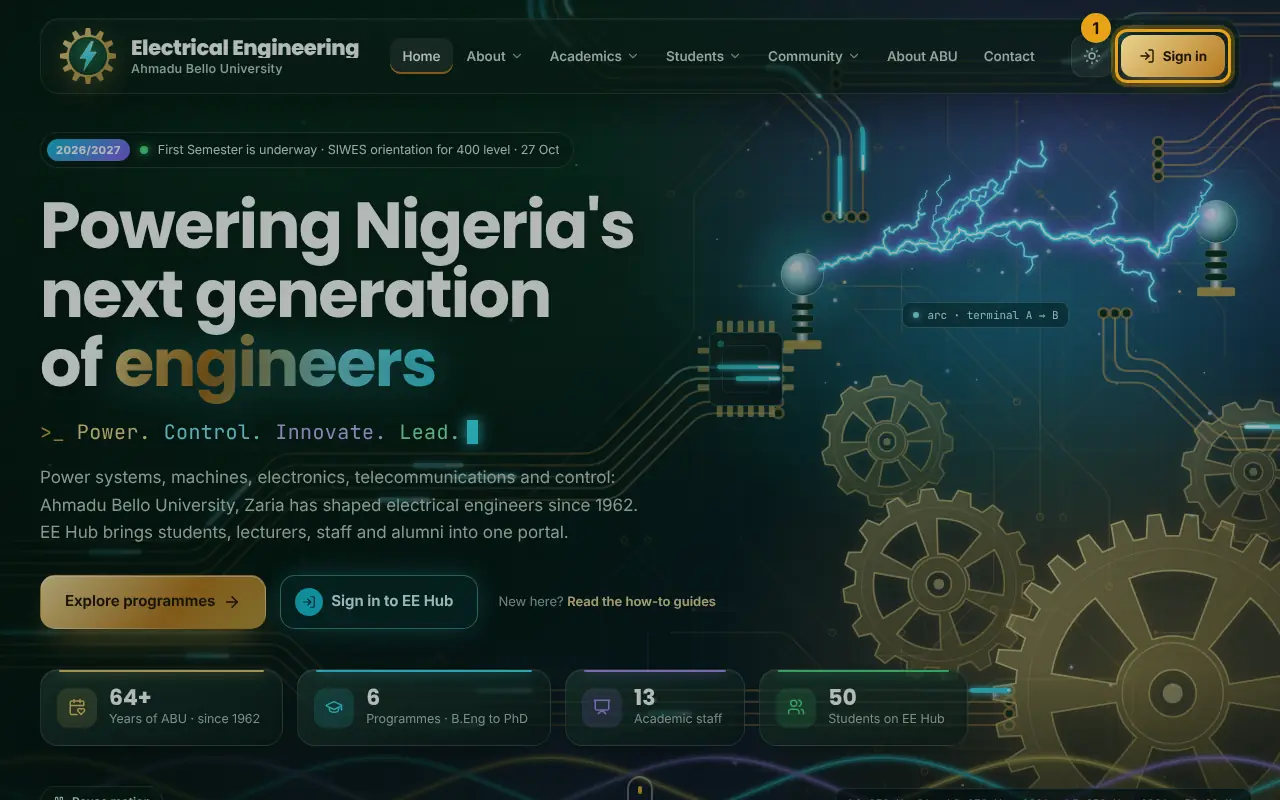 Electrical Engineering
Ahmadu Bello University
Home
About
Academics
Students
Community
About ABU
Contact
1
Sign in
2026/2027
First Semester is underway · SIWES orientation for 400 level · 27 Oct
Powering Nigeria's
next generation
of engineers
arc · terminal A → B
>_ Power. Control. Innovate. Lead.
Power systems, machines, electronics, telecommunications and control:
Ahmadu Bello University, Zaria has shaped electrical engineers since 1962.
EE Hub brings students, lecturers, staff and alumni into one portal.
Explore programmes →
Sign in to EE Hub
New here? Read the how-to guides
64+
Years of ABU · since 1962
6
Programmes · B.Eng to PhD
13
Academic staff
50
Students on EE Hub
Pause motion